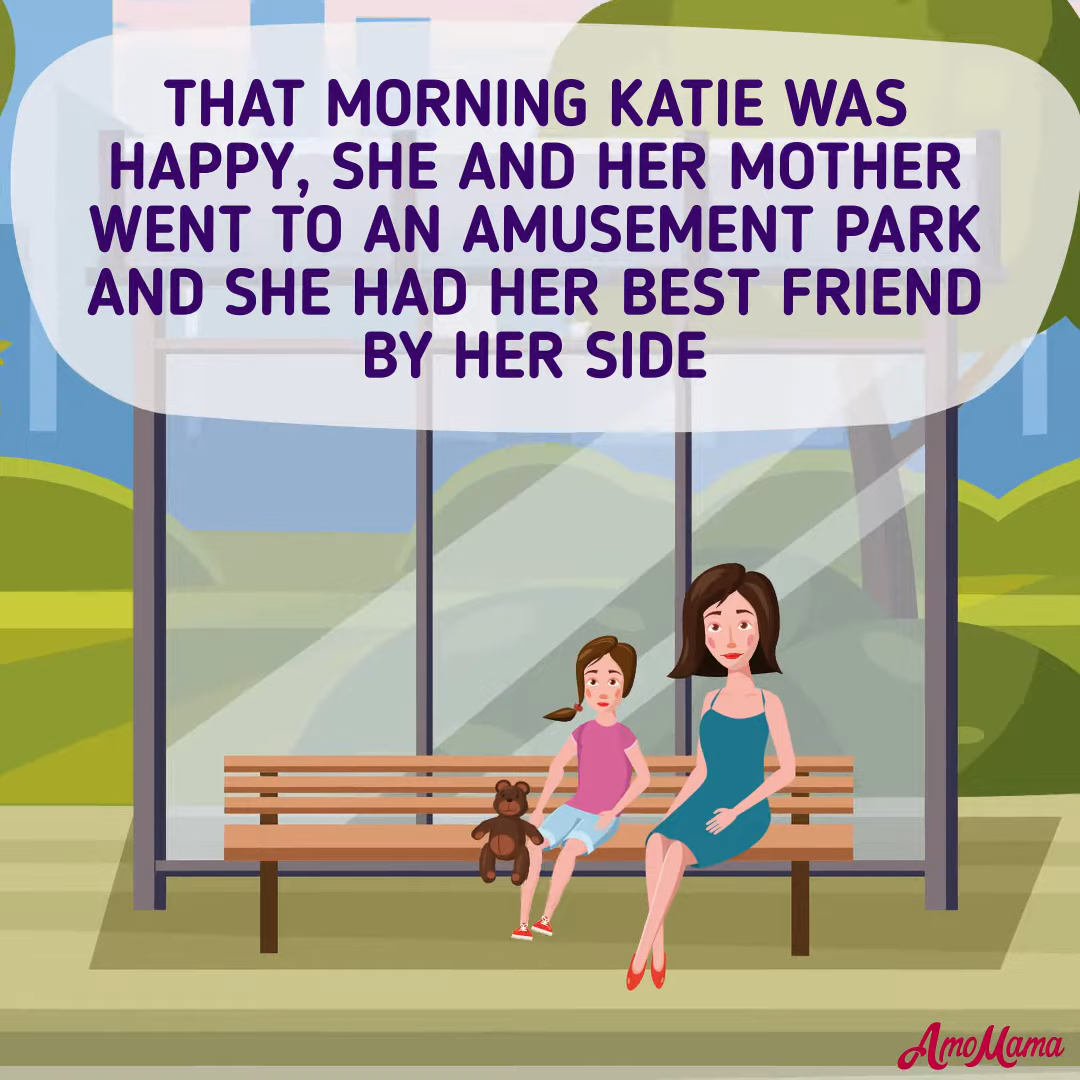 THAT MORNING KATIE WAS
HAPPY, SHE AND HER MOTHER
WENT TO AN AMUSEMENT PARK
AND SHE HAD HER BEST FRIEND
BY HER SIDE
AmoMama